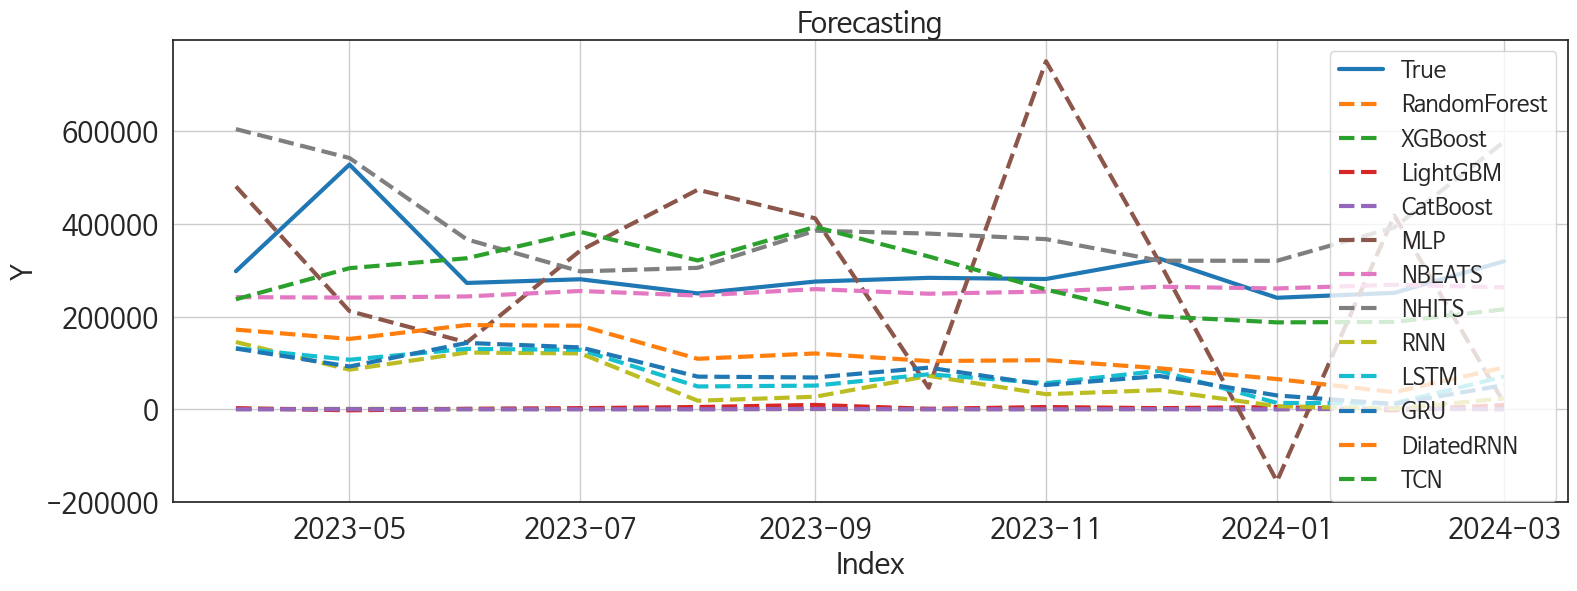 Forecasting
Y
600000
400000
200000
0
−200000
2023−05
2023−07
2023−09
2023−11
2024−01
2024−03
Index
True
RandomForest
XGBoost
LightGBM
CatBoost
MLP
NBEATS
NHITS
RNN
LSTM
GRU
DilatedRNN
TCN